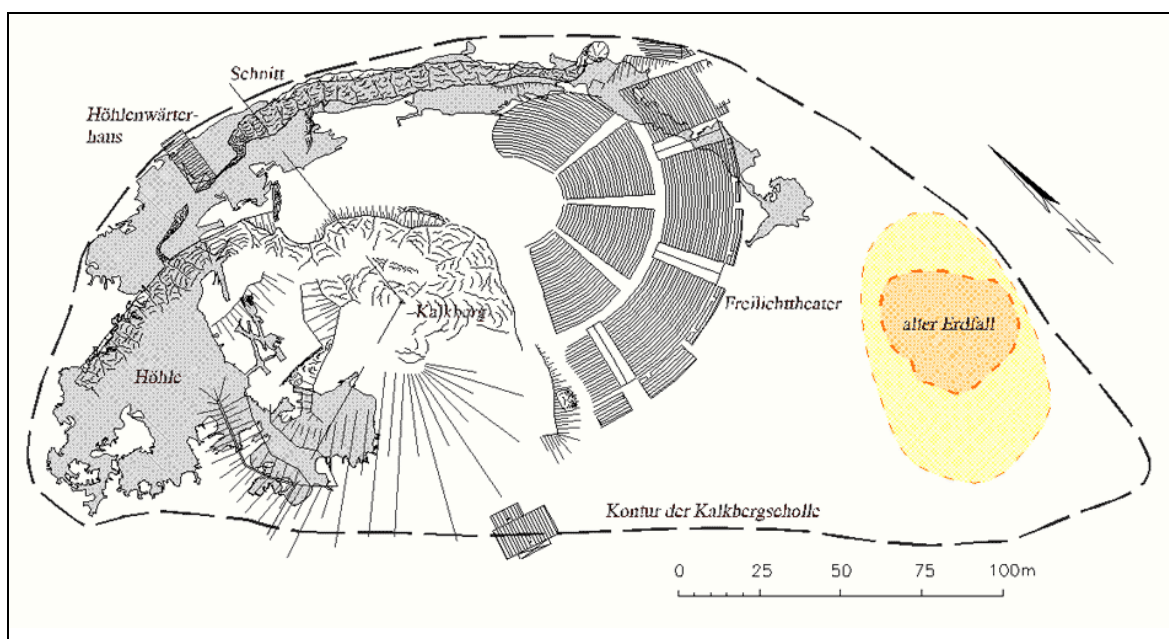 Schnitt
Höhlenwärter-
haus
Kalkberg
Freilichttheater
alter Erdfall
Höhle
Kontur der Kalkbergscholle
0 25 50 75 100m